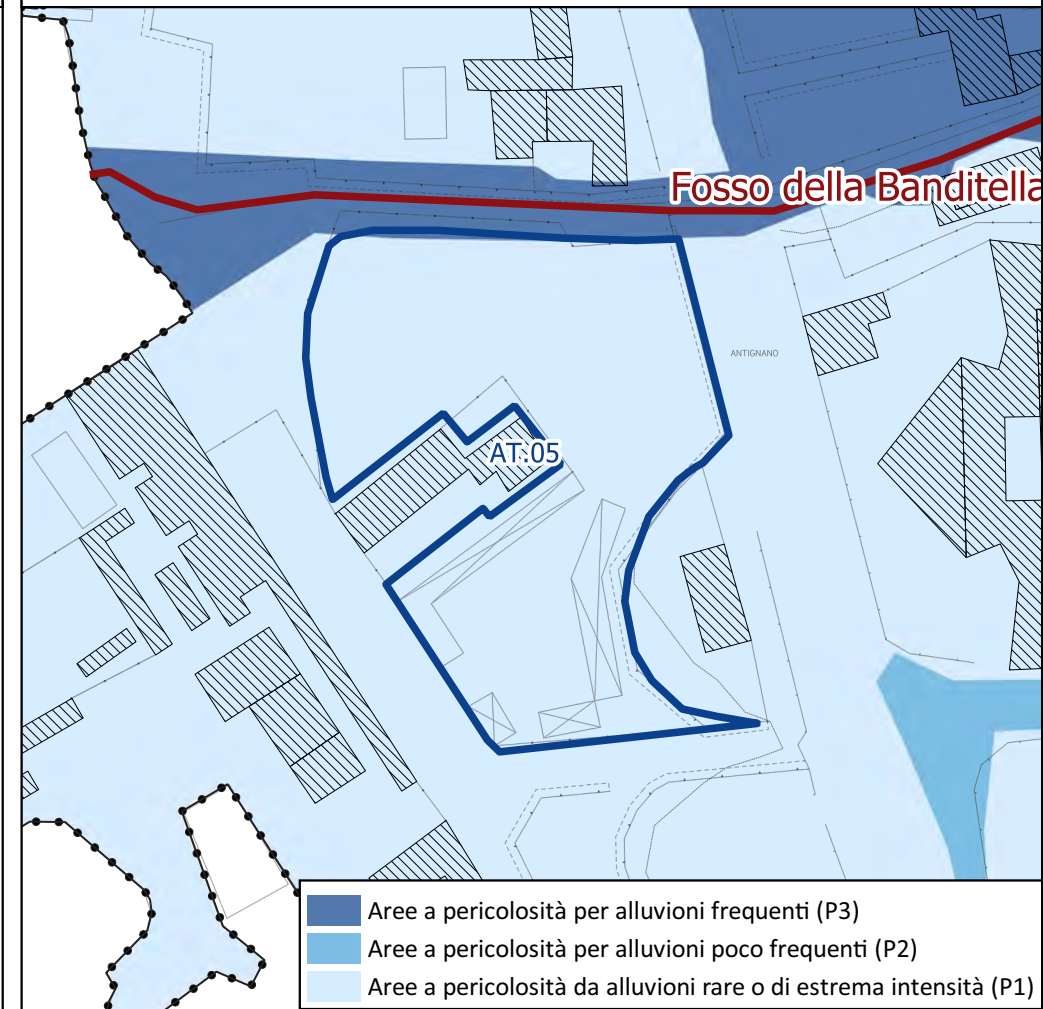 Fosso della Banditella
ANTIGNANO
AT.05
Aree a pericolosità per alluvioni frequenti (P3)
Aree a pericolosità per alluvioni poco frequenti (P2)
Aree a pericolosità da alluvioni rare o di estrema intensità (P1)